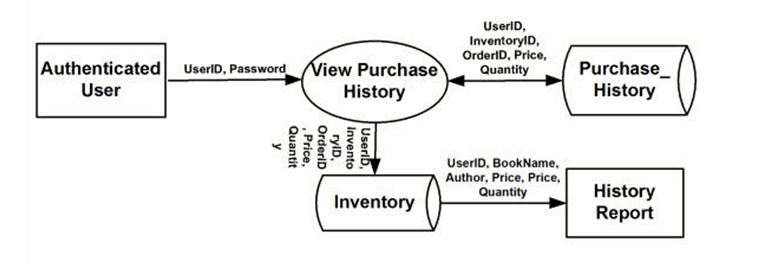 Authenticated
User
UserID, Password
View Purchase
History
UserID,
InventoryID,
OrderID, Price,
Quantity
Purchase_
History
UserID,
Invento
ryID,
OrderID
, Price,
Quantit
y
Inventory
UserID, BookName,
Author, Price, Price,
Quantity
History
Report